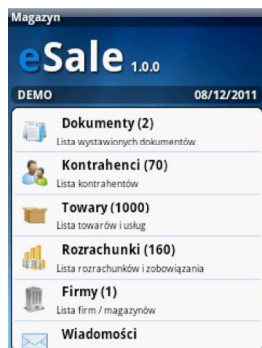 Magazyn
eSale 1.0.0
DEMO 08/12/2011
Dokumenty (2)
Lista wystawionych dokumentów
Kontrahenci (70)
Lista kontrahentów
Towary (1000)
Lista towarów i usług
Rozrachunki (160)
Lista rozrachunków i zobowiązania
Firmy (1)
Lista firm / magazynów
Wiadomości